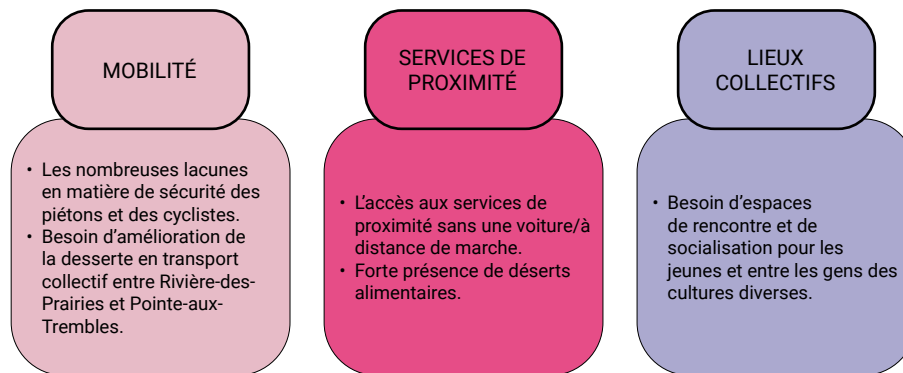 MOBILITÉ
• Les nombreuses lacunes
en matière de sécurité des
piétons et des cyclistes.
• Besoin d’amélioration de
la desserte en transport
collectif entre Rivière-des-
Prairies et Pointe-aux-
Trembles.
SERVICES DE
PROXIMITÉ
• L’accès aux services de
proximité sans une voiture/à
distance de marche.
• Forte présence de déserts
alimentaires.
LIEUX
COLLECTIFS
• Besoin d’espaces
de rencontre et de
socialisation pour les
jeunes et entre les gens des
cultures diverses.